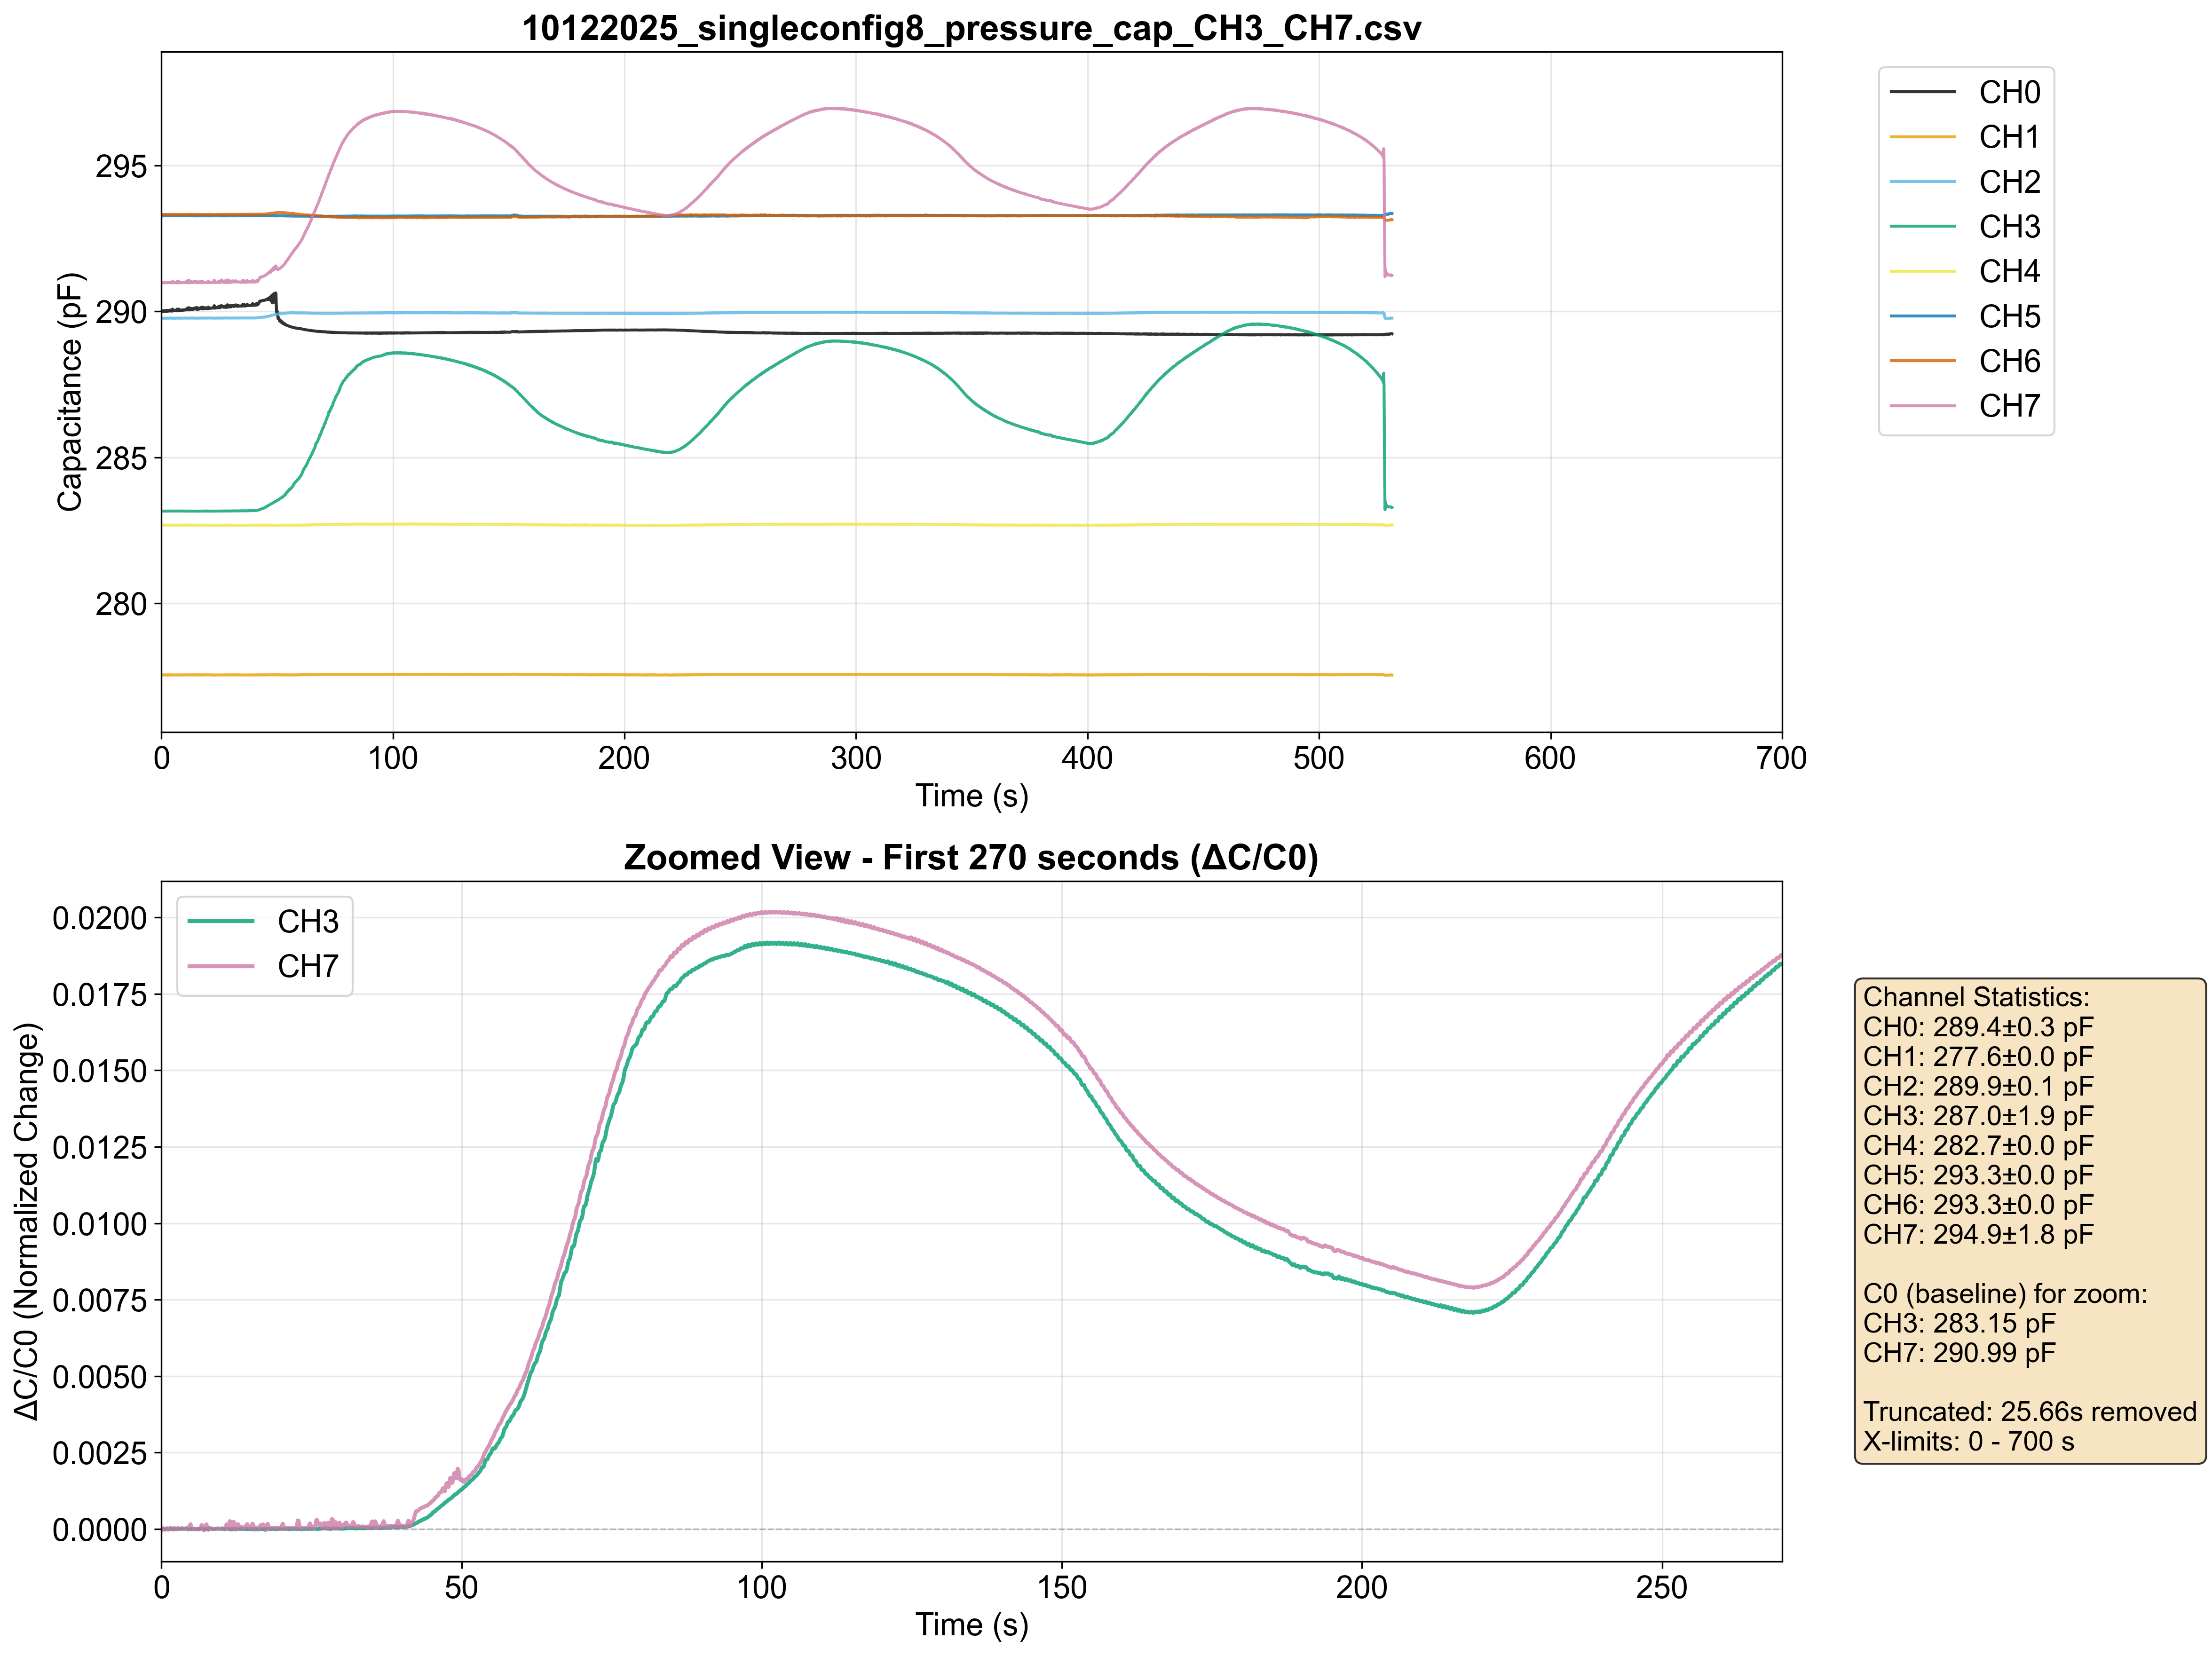 10122025_singleconfig8_pressure_cap_CH3_CH7.csv
Capacitance (pF)
295
290
285
280
0 100 200 300 400 500 600 700
Time (s)
CH0
CH1
CH2
CH3
CH4
CH5
CH6
CH7
Zoomed View - First 270 seconds (ΔC/C0)
ΔC/C0 (Normalized Change)
0.0200
0.0175
0.0150
0.0125
0.0100
0.0075
0.0050
0.0025
0.0000
CH3
CH7
0 50 100 150 200 250
Time (s)
Channel Statistics:
CH0: 289.4±0.3 pF
CH1: 277.6±0.0 pF
CH2: 289.9±0.1 pF
CH3: 287.0±1.9 pF
CH4: 282.7±0.0 pF
CH5: 293.3±0.0 pF
CH6: 293.3±0.0 pF
CH7: 294.9±1.8 pF
C0 (baseline) for zoom:
CH3: 283.15 pF
CH7: 290.99 pF
Truncated: 25.66s removed
X-limits: 0 - 700 s